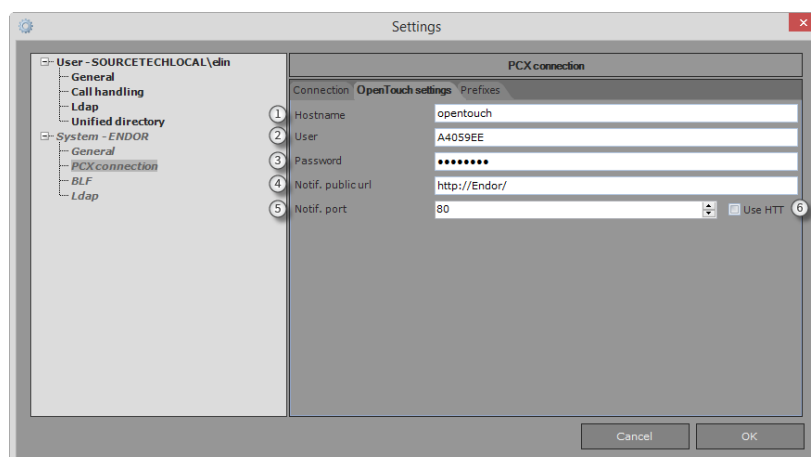 Settings
User - SOURCETECHLOCAL\elin
General
Call handling
Ldap
Unified directory
System - ENDOR
General
PCX connection
BLF
Ldap
PCX connection
Connection OpenTouch settings Prefixes
1 Hostname opentouch
2 User A4059EE
3 Password ••••••••
4 Notif. public url http://Endor/
5 Notif. port 80 Use HTT 6
Cancel OK